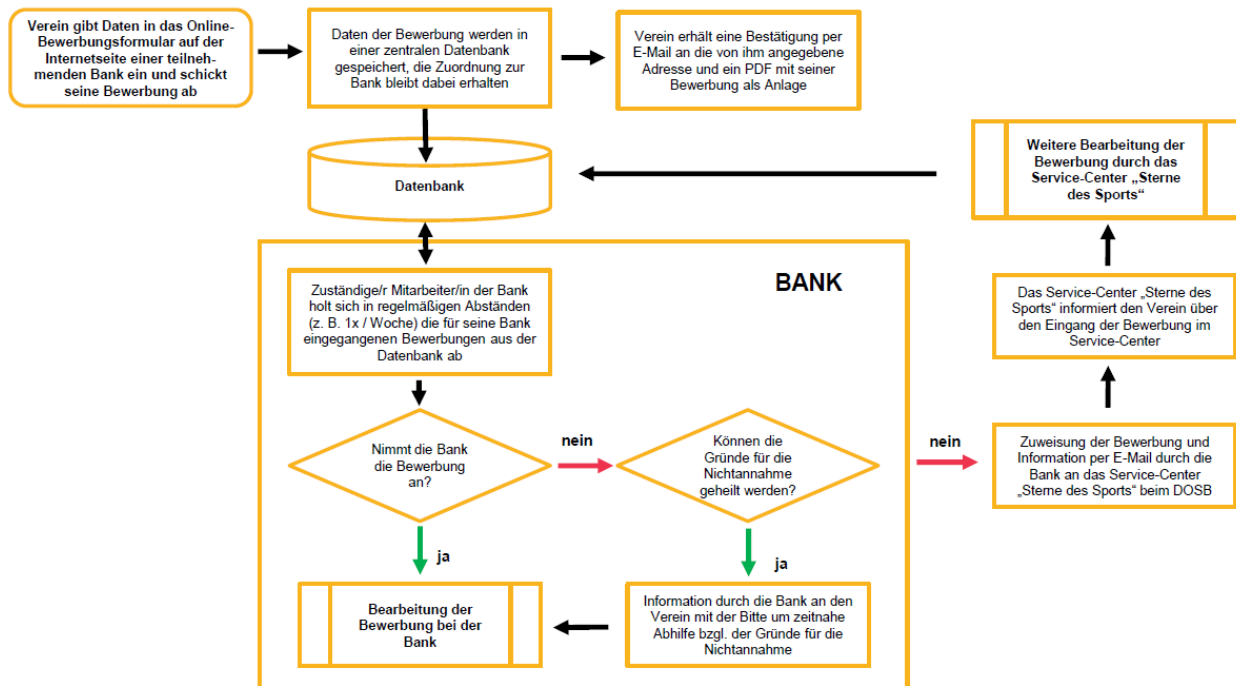 Verein gibt Daten in das Online-
Bewerbungsformular auf der
Internetseite einer teilneh-
menden Bank ein und schickt
seine Bewerbung ab
Daten der Bewerbung werden in
einer zentralen Datenbank
gespeichert, die Zuordnung zur
Bank bleibt dabei erhalten
Verein erhält eine Bestätigung per
E-Mail an die von ihm angegebene
Adresse und ein PDF mit seiner
Bewerbung als Anlage
Datenbank
Weitere Bearbeitung der
Bewerbung durch das
Service-Center „Sterne
des Sports“
BANK
Zuständige/r Mitarbeiter/in der Bank
holt sich in regelmäßigen Abständen
(z. B. 1x / Woche) die für seine Bank
eingegangenen Bewerbungen aus der
Datenbank ab
Das Service-Center „Sterne des
Sports“ informiert den Verein über
den Eingang der Bewerbung im
Service-Center
Nimmt die Bank
die Bewerbung
an?
nein
Können die
Gründe für die
Nichtannahme
geheilt werden?
nein
Zuweisung der Bewerbung und
Information per E-Mail durch die
Bank an das Service-Center
„Sterne des Sports“ beim DOSB
ja
ja
Bearbeitung der
Bewerbung bei der
Bank
Information durch die Bank an den
Verein mit der Bitte um zeitnahe
Abhilfe bzgl. der Gründe für die
Nichtannahme